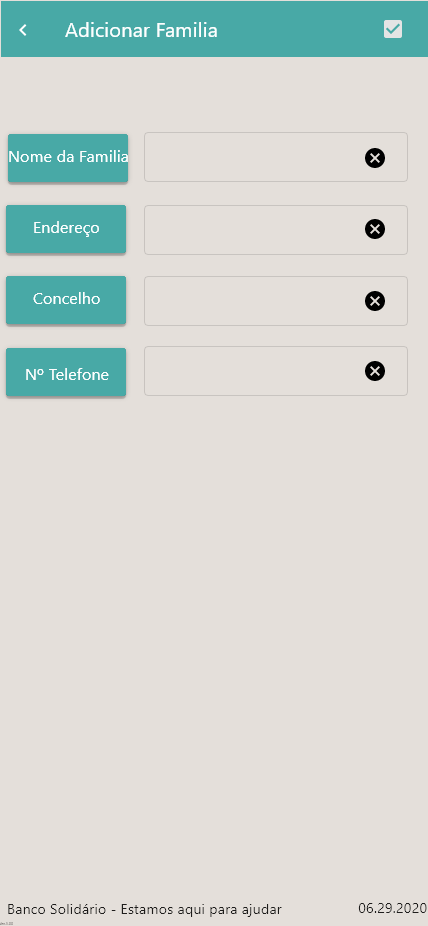 Adicionar Familia
Nome da Familia
Endereço
Concelho
Nº Telefone
Banco Solidário - Estamos aqui para ajudar
06.29.2020